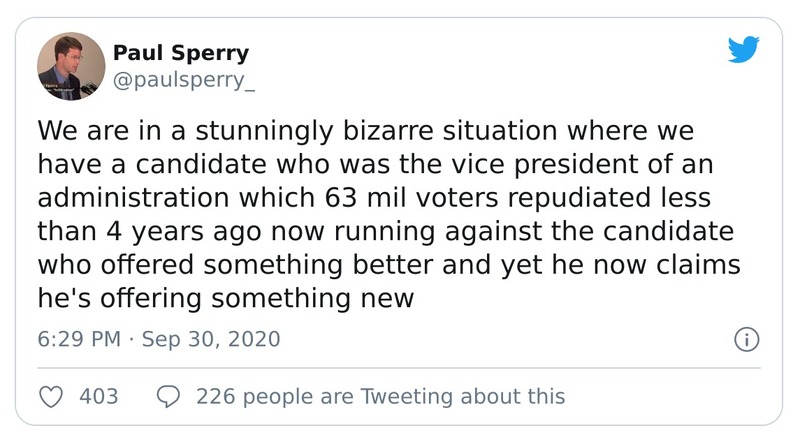 Paul Sperry
@paulsperry_
We are in a stunningly bizarre situation where we
have a candidate who was the vice president of an
administration which 63 mil voters repudiated less
than 4 years ago now running against the candidate
who offered something better and yet he now claims
he's offering something new
6:29 PM · Sep 30, 2020
403 226 people are Tweeting about this